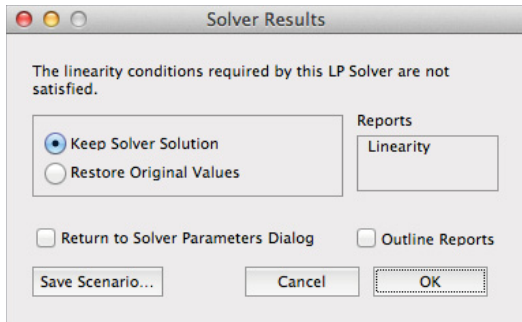 Solver Results
The linearity conditions required by this LP Solver are not
satisfied.
Keep Solver Solution
Restore Original Values
Reports
Linearity
Return to Solver Parameters Dialog
Outline Reports
Save Scenario...
Cancel
OK